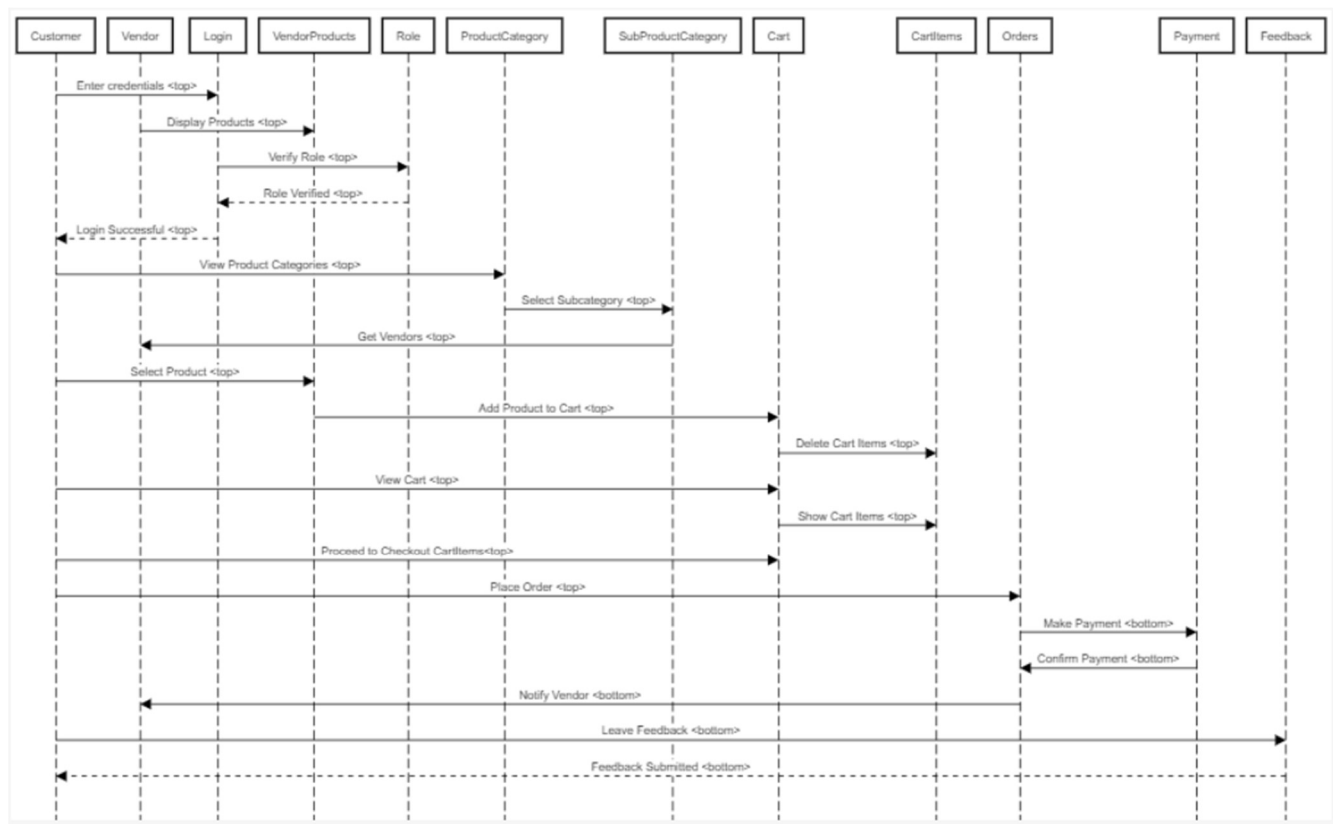 Customer
Vendor
Login
VendorProducts
Role
ProductCategory
SubProductCategory
Cart
CartItems
Orders
Payment
Feedback
Enter credentials <top>
Display Products <top>
Verify Role <top>
Role Verified <top>
Login Successful <top>
View Product Categories <top>
Select Subcategory <top>
Get Vendors <top>
Select Product <top>
Add Product to Cart <top>
Delete Cart Items <top>
View Cart <top>
Show Cart Items <top>
Proceed to Checkout CartItems<top>
Place Order <top>
Make Payment <bottom>
Confirm Payment <bottom>
Notify Vendor <bottom>
Leave Feedback <bottom>
Feedback Submitted <bottom>